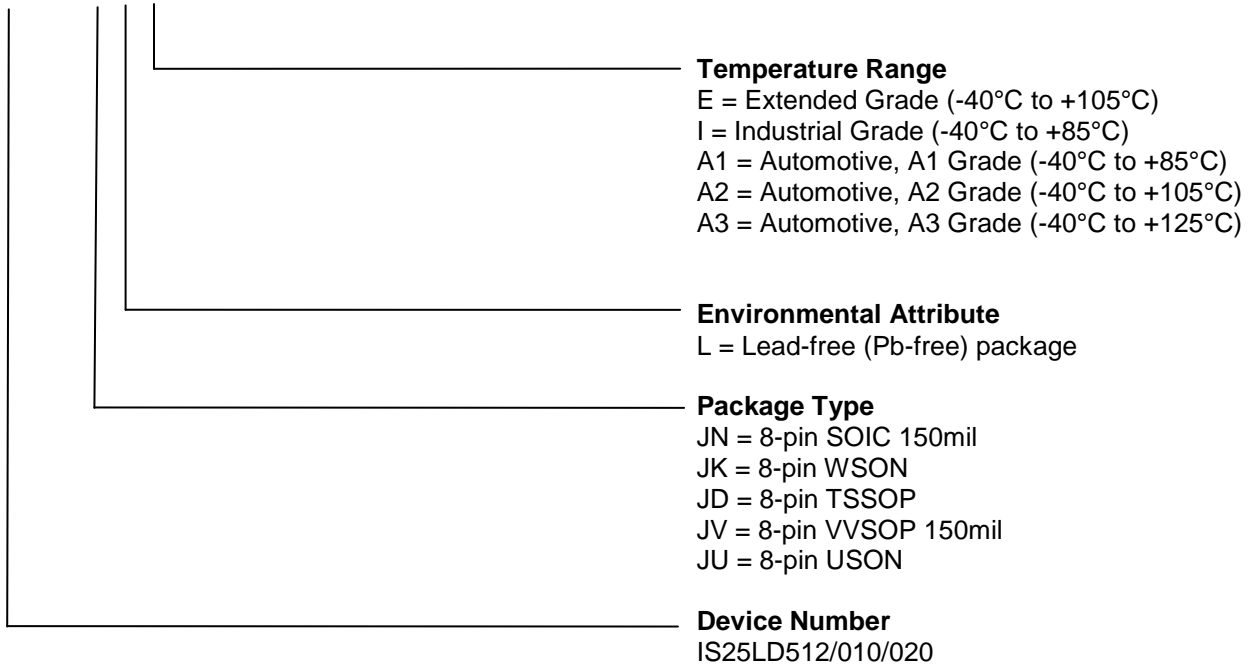 Temperature Range
E = Extended Grade (-40°C to +105°C)
I = Industrial Grade (-40°C to +85°C)
A1 = Automotive, A1 Grade (-40°C to +85°C)
A2 = Automotive, A2 Grade (-40°C to +105°C)
A3 = Automotive, A3 Grade (-40°C to +125°C)
Environmental Attribute
L = Lead-free (Pb-free) package
Package Type
JN = 8-pin SOIC 150mil
JK = 8-pin WSON
JD = 8-pin TSSOP
JV = 8-pin VVSOP 150mil
JU = 8-pin USON
Device Number
IS25LD512/010/020